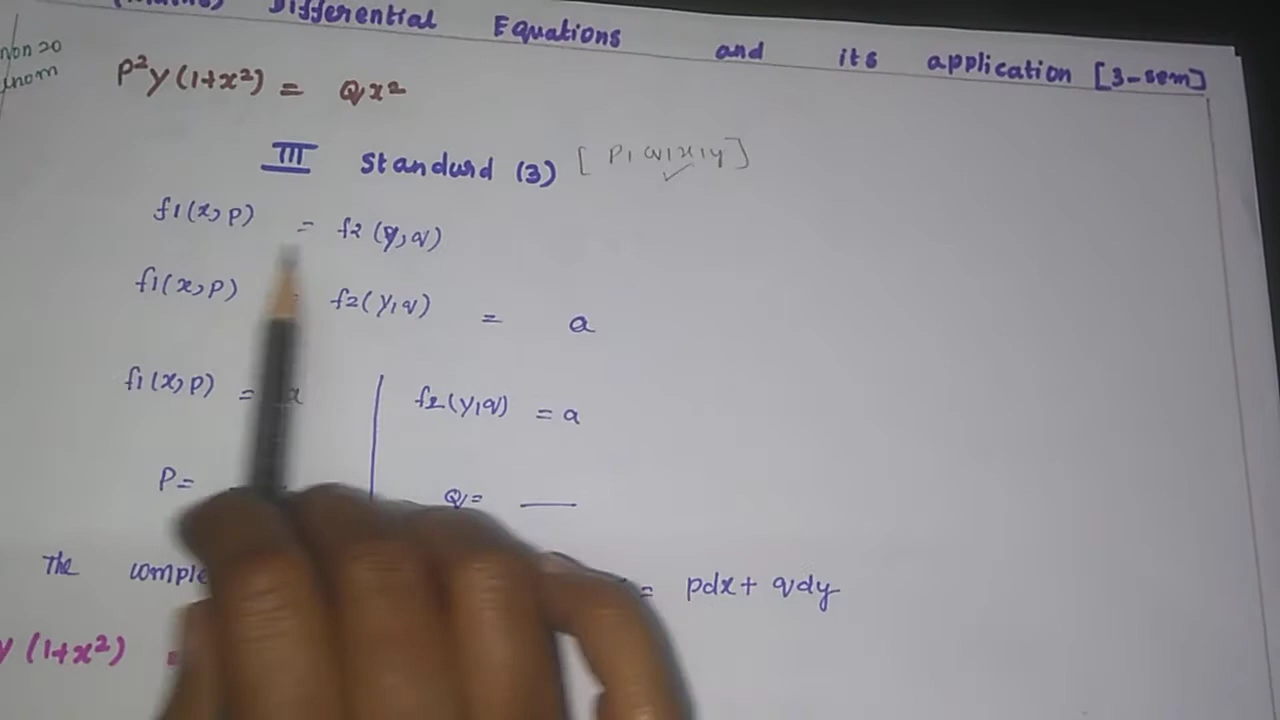 Differential Equations and its application [3-sem]
non 20
P²y(1+x²) = Qx²
III Standard (3) [P, q, x, y]
f1(x,p) = f2(y,q)
f1(x,p) = f2(y,q) = a
f1(x,p) = a f2(y,q) = a
P= Q= __
The = pdx + qdy
y (1+x²) =